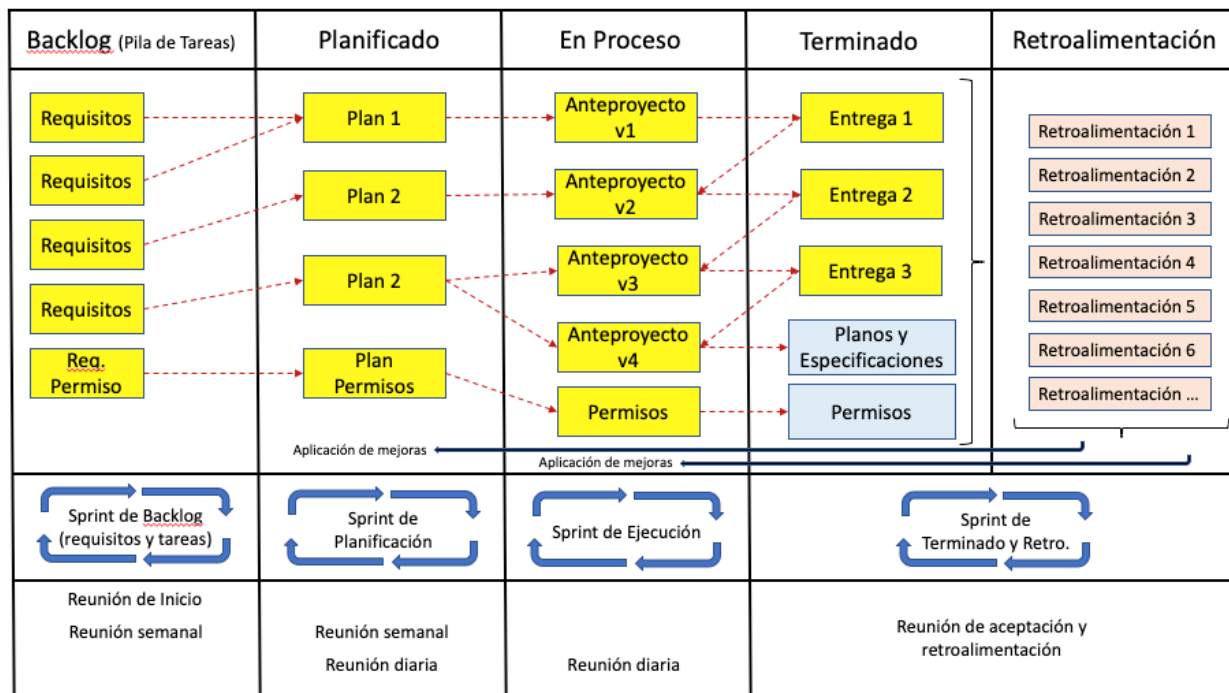 Backlog (Pila de Tareas)
Planificado
En Proceso
Terminado
Retroalimentación
Requisitos
Requisitos
Requisitos
Requisitos
Req.
Permiso
Plan 1
Plan 2
Plan 2
Plan
Permisos
Anteproyecto
v1
Anteproyecto
v2
Anteproyecto
v3
Anteproyecto
v4
Permisos
Entrega 1
Entrega 2
Entrega 3
Planos y
Especificaciones
Permisos
Retroalimentación 1
Retroalimentación 2
Retroalimentación 3
Retroalimentación 4
Retroalimentación 5
Retroalimentación 6
Retroalimentación ...
Aplicación de mejoras
Aplicación de mejoras
Sprint de Backlog
(requisitos y tareas)
Sprint de
Planificación
Sprint de Ejecución
Sprint de
Terminado y Retro.
Reunión de Inicio
Reunión semanal
Reunión semanal
Reunión diaria
Reunión diaria
Reunión de aceptación y
retroalimentación